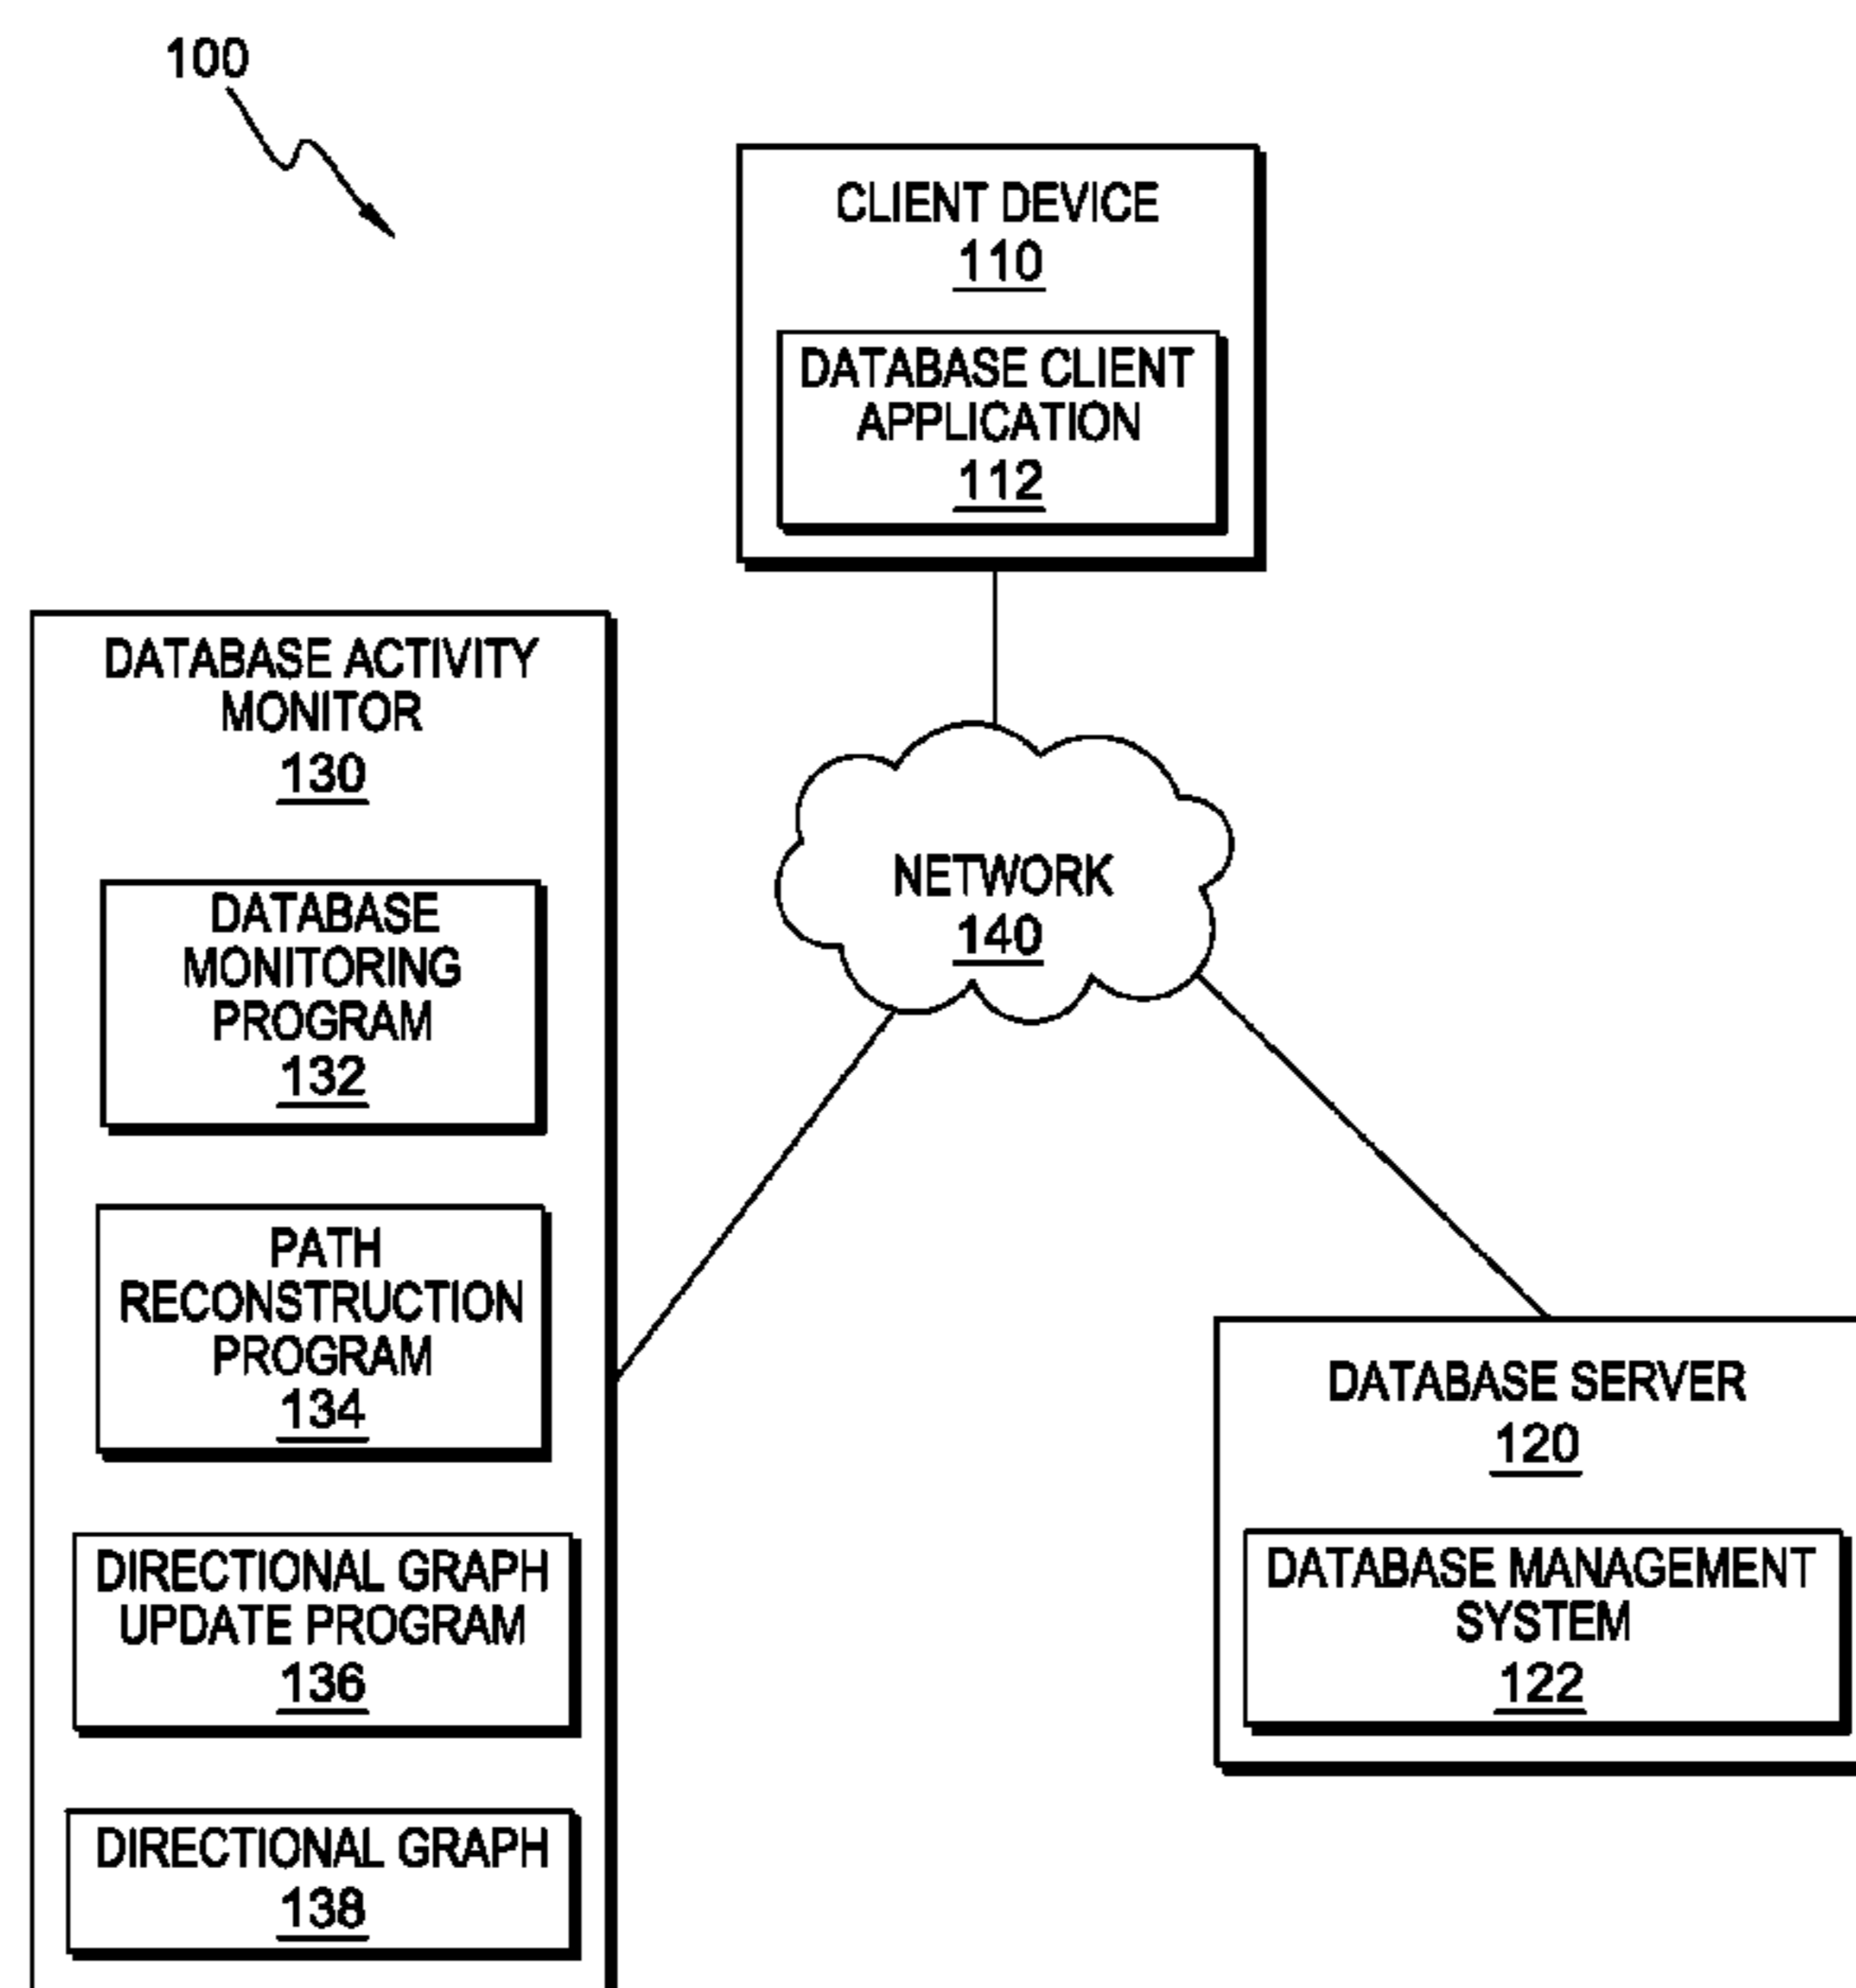 100
CLIENT DEVICE
110
DATABASE CLIENT
APPLICATION
112
DATABASE ACTIVITY
MONITOR
130
DATABASE
MONITORING
PROGRAM
132
PATH
RECONSTRUCTION
PROGRAM
134
DIRECTIONAL GRAPH
UPDATE PROGRAM
136
DIRECTIONAL GRAPH
138
NETWORK
140
DATABASE SERVER
120
DATABASE MANAGEMENT
SYSTEM
122